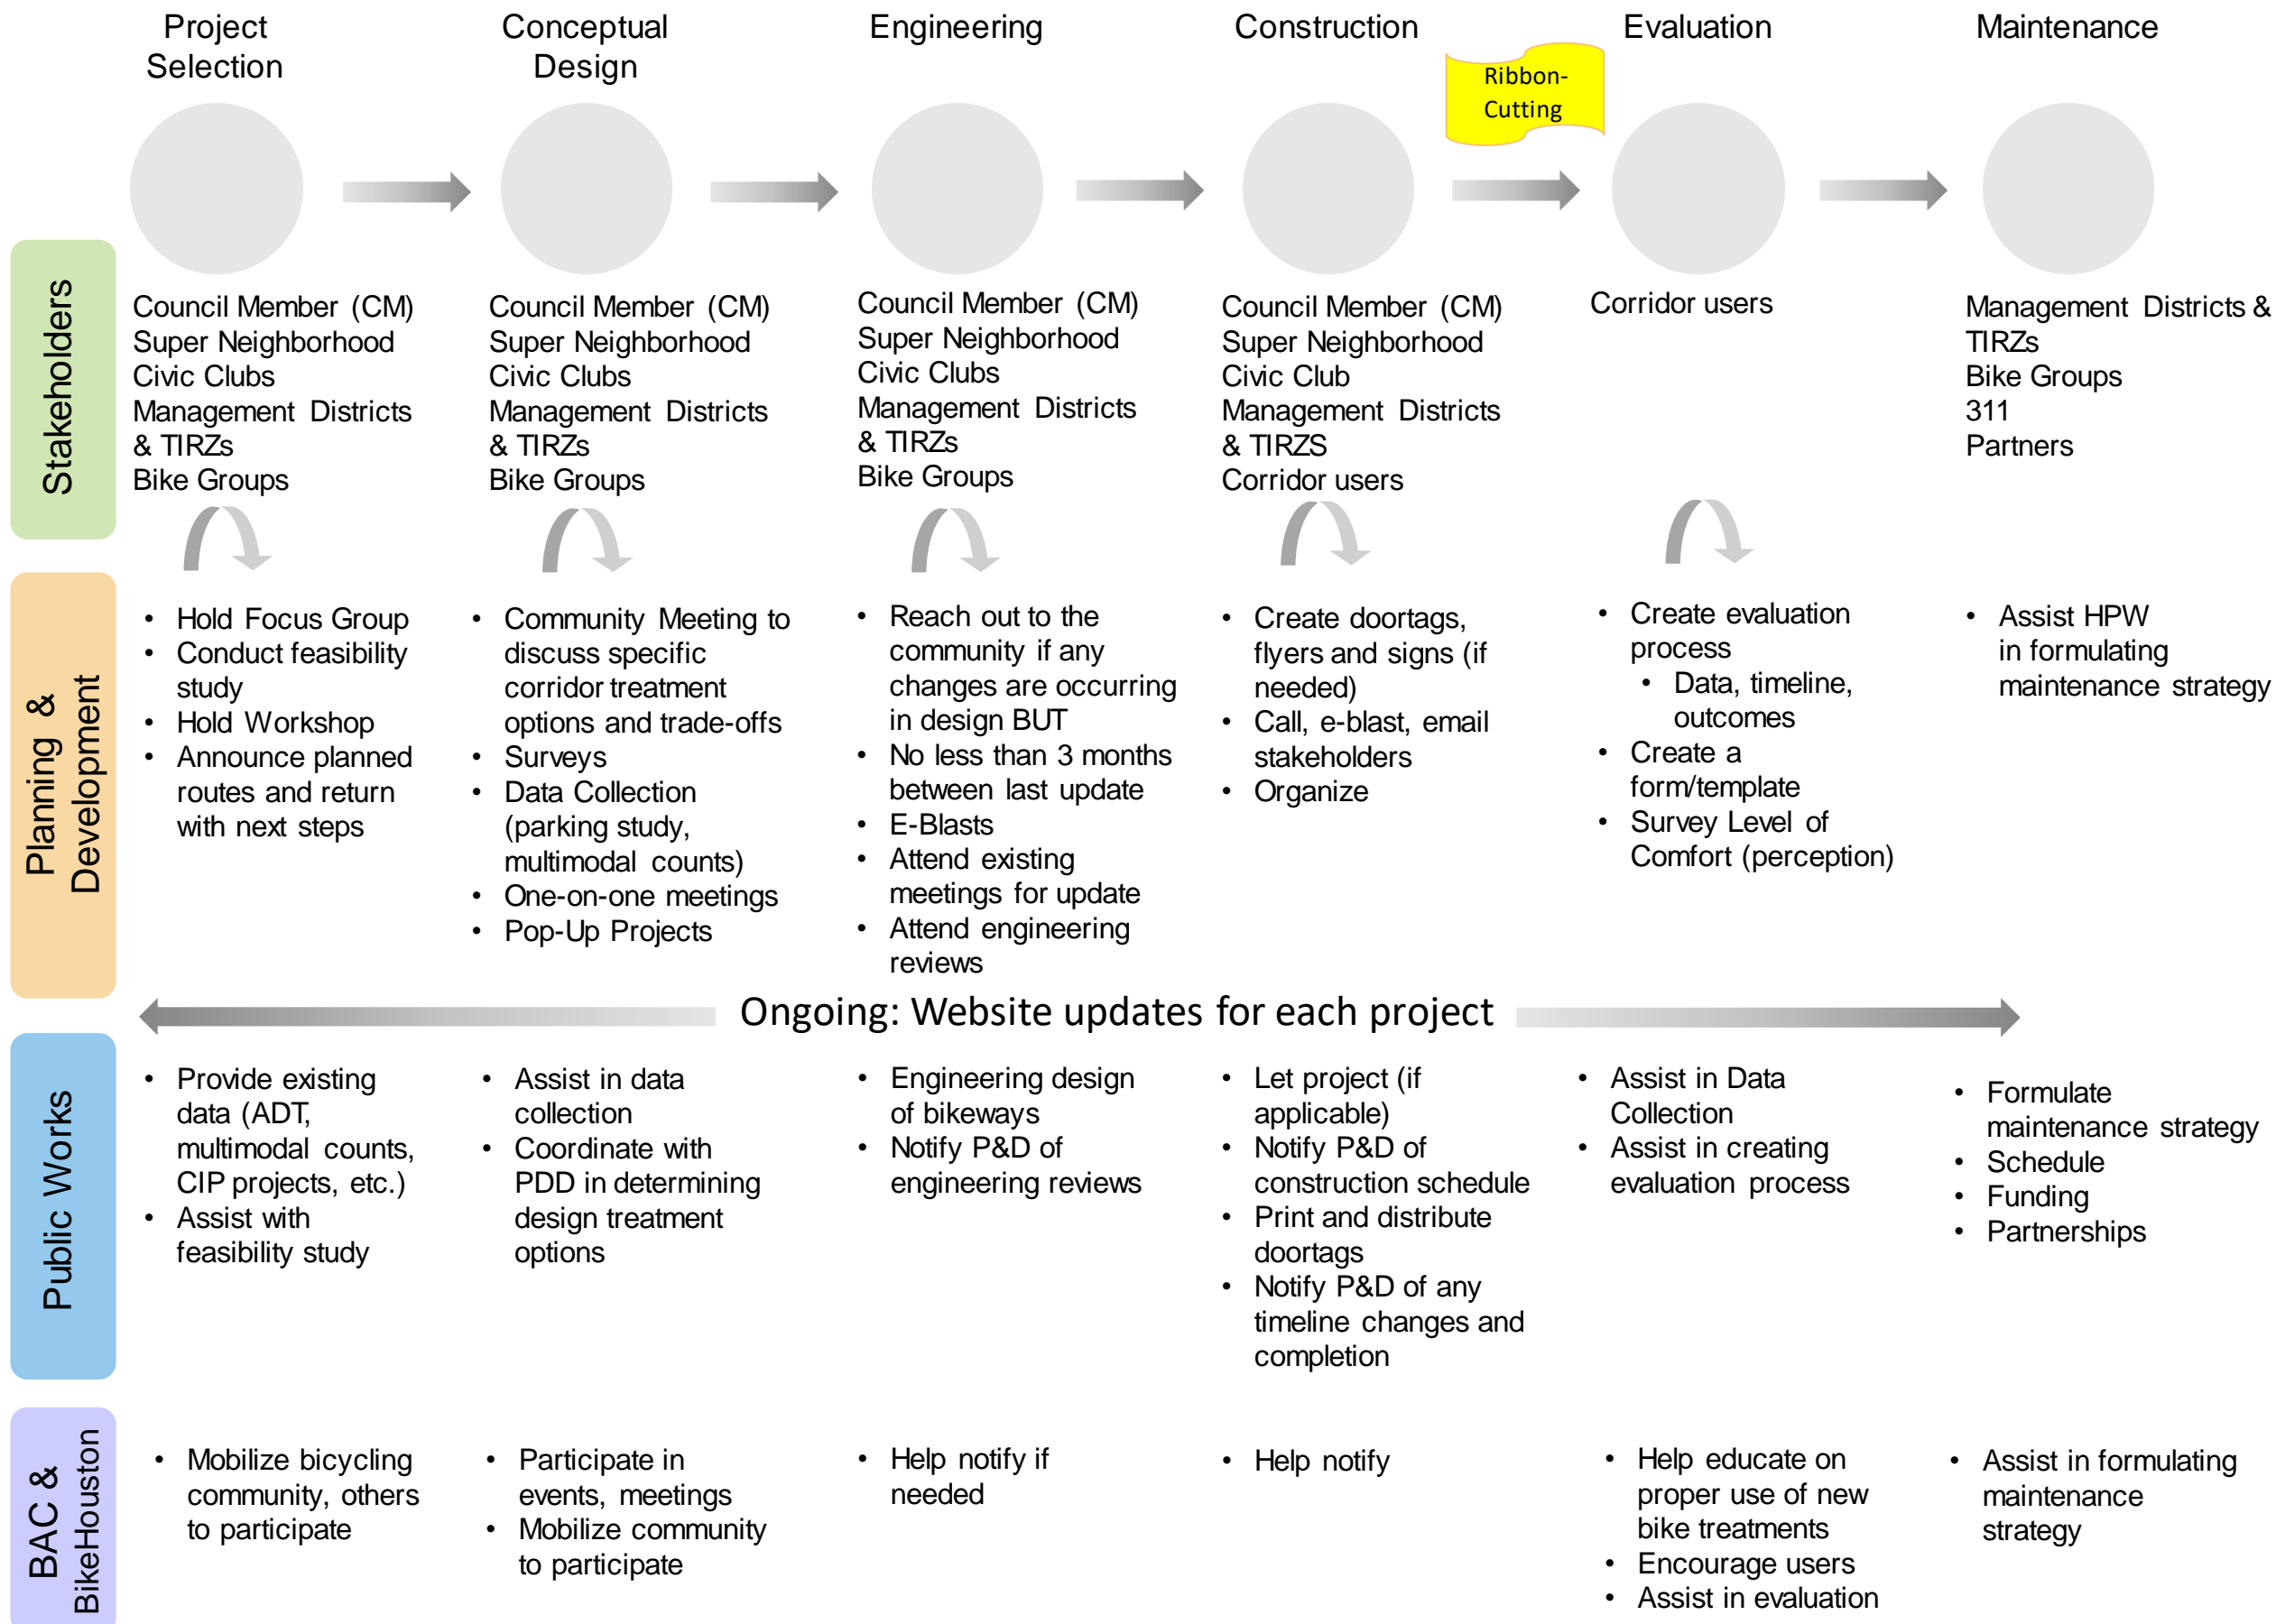 Project
Selection
Conceptual
Design
Engineering
Construction
Evaluation
Maintenance
Ribbon-
Cutting
Stakeholders
Council Member (CM)
Super Neighborhood
Civic Clubs
Management Districts
& TIRZs
Bike Groups
Council Member (CM)
Super Neighborhood
Civic Clubs
Management Districts
& TIRZs
Bike Groups
Council Member (CM)
Super Neighborhood
Civic Clubs
Management Districts
& TIRZs
Bike Groups
Council Member (CM)
Super Neighborhood
Civic Club
Management Districts
& TIRZS
Corridor users
Corridor users
Management Districts &
TIRZs
Bike Groups
311
Partners
Planning &
Development
• Hold Focus Group
• Conduct feasibility
study
• Hold Workshop
• Announce planned
routes and return
with next steps
• Community Meeting to
discuss specific
corridor treatment
options and trade-offs
• Surveys
• Data Collection
(parking study,
multimodal counts)
• One-on-one meetings
• Pop-Up Projects
• Reach out to the
community if any
changes are occurring
in design BUT
• No less than 3 months
between last update
• E-Blasts
• Attend existing
meetings for update
• Attend engineering
reviews
• Create doortags,
flyers and signs (if
needed)
• Call, e-blast, email
stakeholders
• Organize
• Create evaluation
process
• Data, timeline,
outcomes
• Create a
form/template
• Survey Level of
Comfort (perception)
• Assist HPW
in formulating
maintenance strategy
Ongoing: Website updates for each project
Public Works
• Provide existing
data (ADT,
multimodal counts,
CIP projects, etc.)
• Assist with
feasibility study
• Assist in data
collection
• Coordinate with
PDD in determining
design treatment
options
• Engineering design
of bikeways
• Notify P&D of
engineering reviews
• Let project (if
applicable)
• Notify P&D of
construction schedule
• Print and distribute
doortags
• Notify P&D of any
timeline changes and
completion
• Assist in Data
Collection
• Assist in creating
evaluation process
• Formulate
maintenance strategy
• Schedule
• Funding
• Partnerships
BAC &
BikeHouston
• Mobilize bicycling
community, others
to participate
• Participate in
events, meetings
• Mobilize community
to participate
• Help notify if
needed
• Help notify
• Help educate on
proper use of new
bike treatments
• Encourage users
• Assist in evaluation
• Assist in formulating
maintenance
strategy